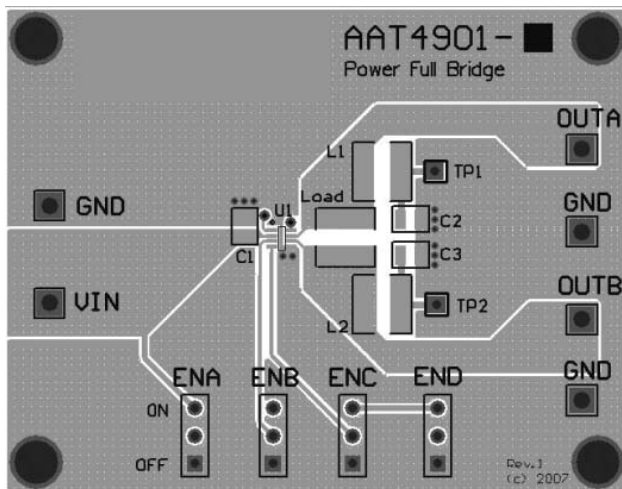 AAT4901-
Power Full Bridge
OUTA
L1
TP1
GND
Load
U1
C2
GND
C1
C3
VIN
OUTB
L2
TP2
ENA
ENB
ENC
END
GND
ON
OFF
Rev.1
(c) 2007